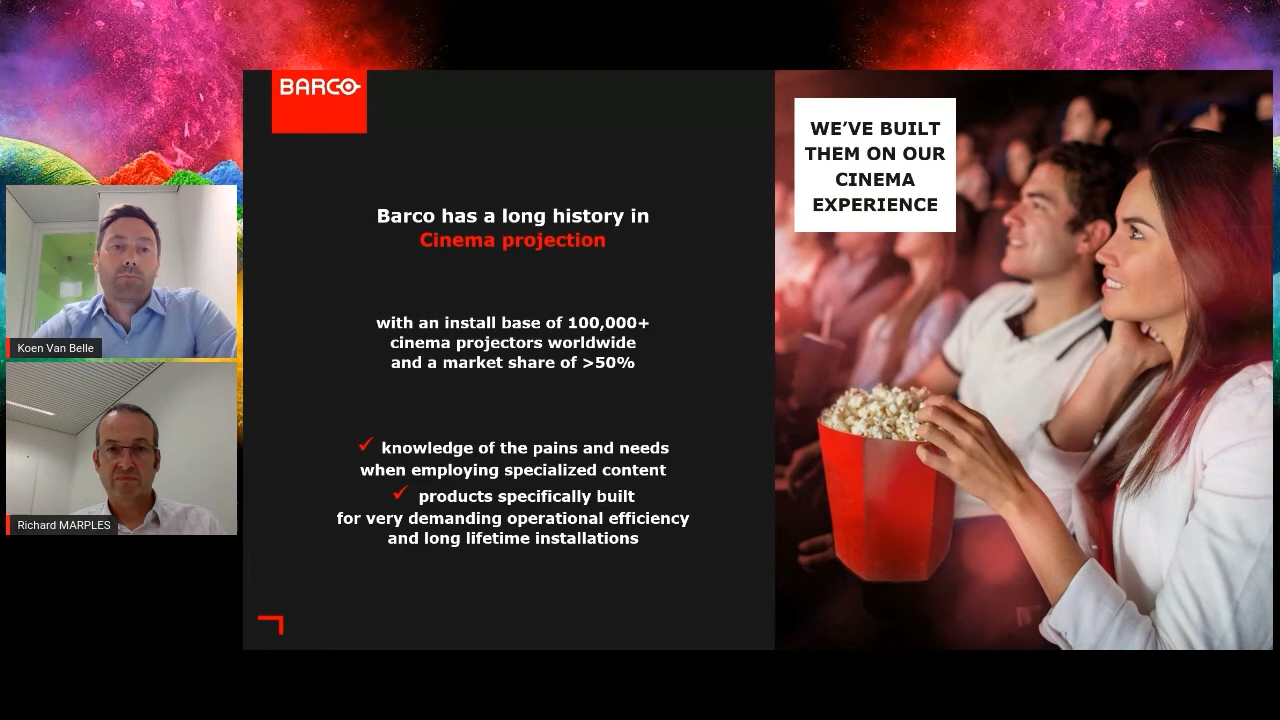 BARCO
Barco has a long history in
Cinema projection
with an install base of 100,000+
cinema projectors worldwide
and a market share of >50%
✓ knowledge of the pains and needs
when employing specialized content
✓ products specifically built
for very demanding operational efficiency
and long lifetime installations
WE’VE BUILT
THEM ON OUR
CINEMA
EXPERIENCE
Koen Van Belle
Richard MARPLES